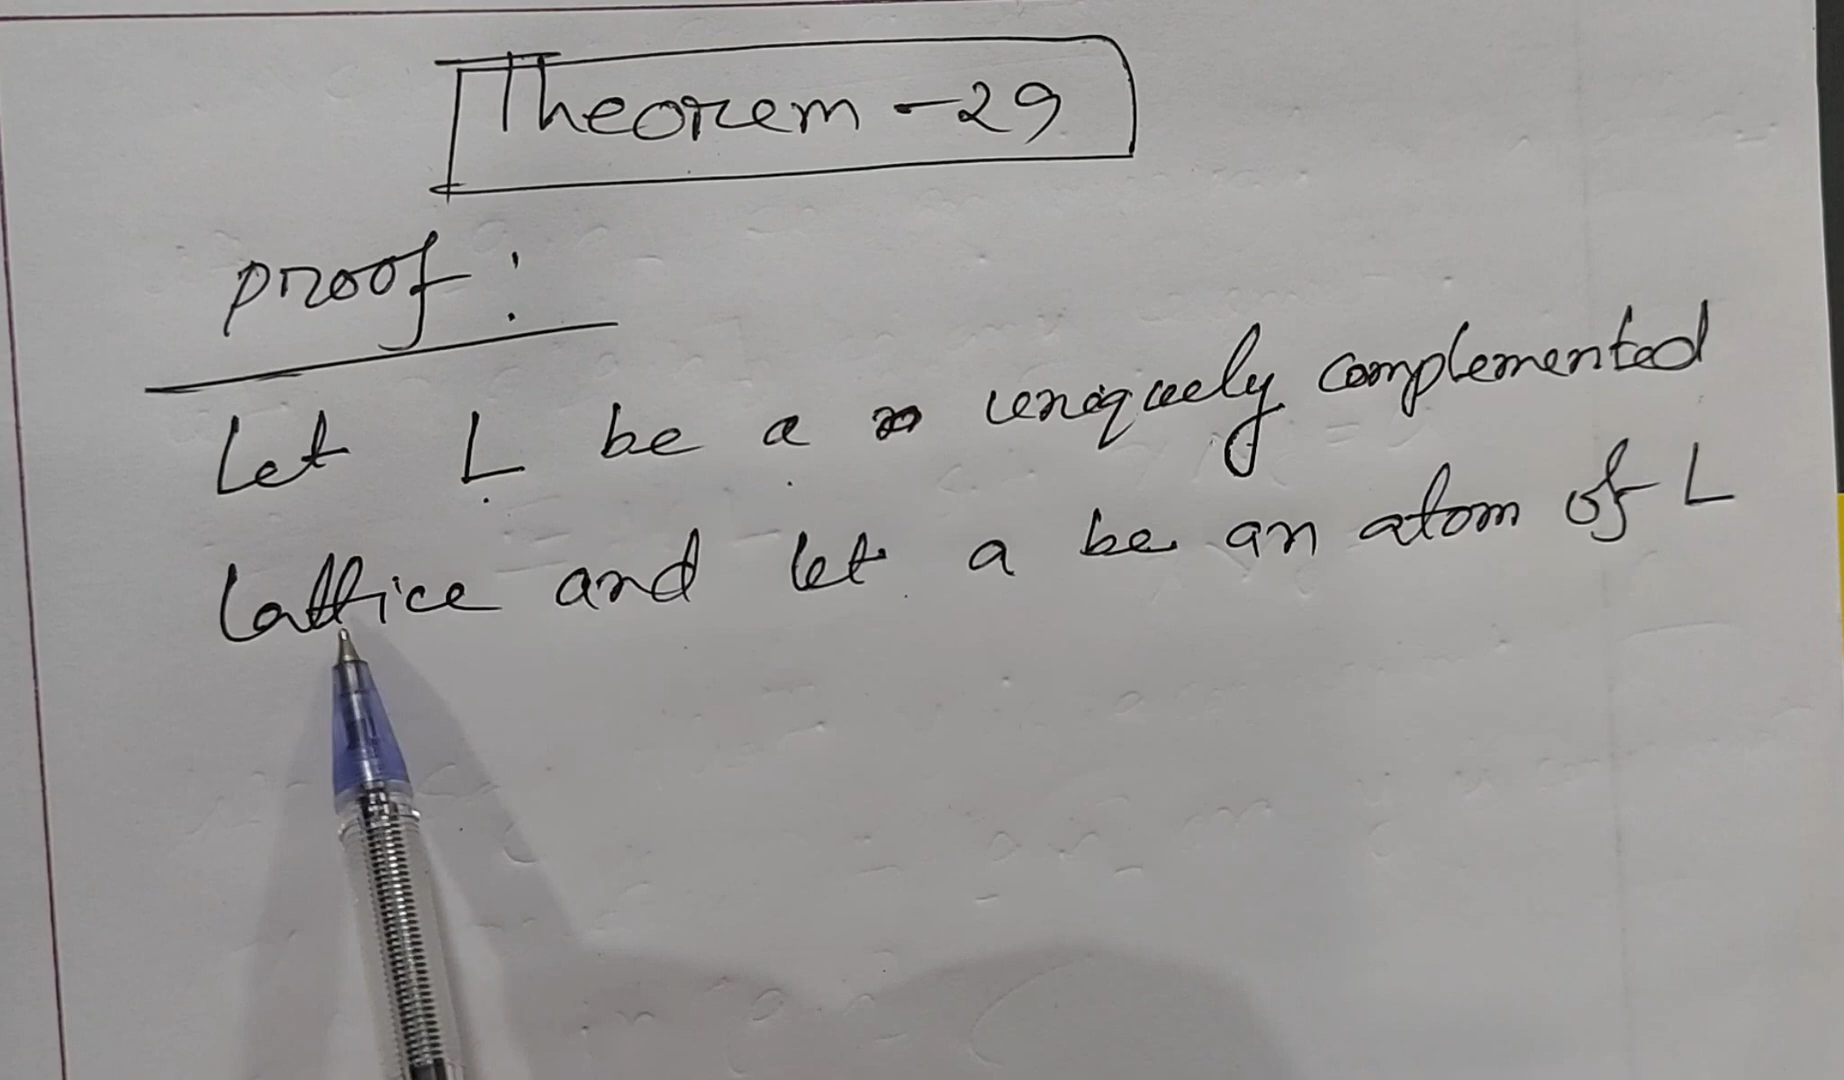 Theorem - 29
proof :
Let L be a uniquely complemented
lattice and let a be an atom of L